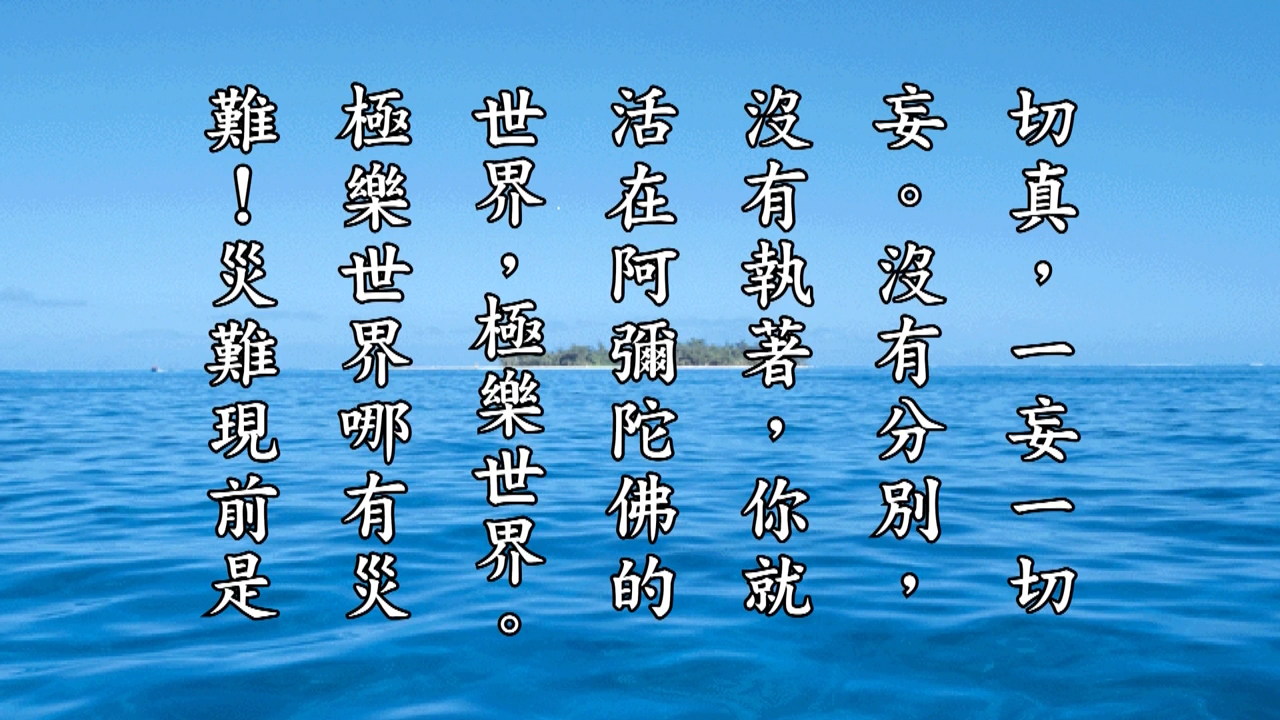 切真，一妄一切
妄。沒有分別，
沒有執著，你就
活在阿彌陀佛的
世界，極樂世界。
極樂世界哪有災
難！災難現前是